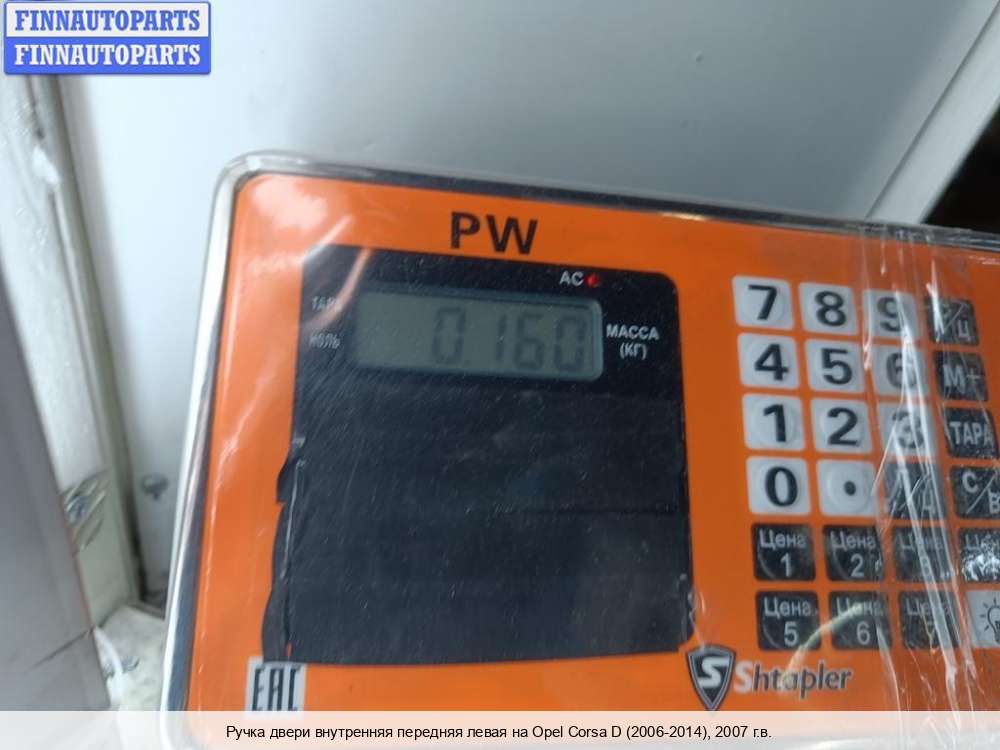 FINNAUTOPARTS
FINNAUTOPARTS
PW
AC
ТАРА
НОЛЬ
0.160
МАССА
(КГ)
7 8 9
4 5 6 М+
1 2 3 ТАРА
0 .
Цена 1
Цена 2
Цена 5
Цена 6
Shtapler
EAC
Ручка двери внутренняя передняя левая на Opel Corsa D (2006-2014), 2007 г.в.